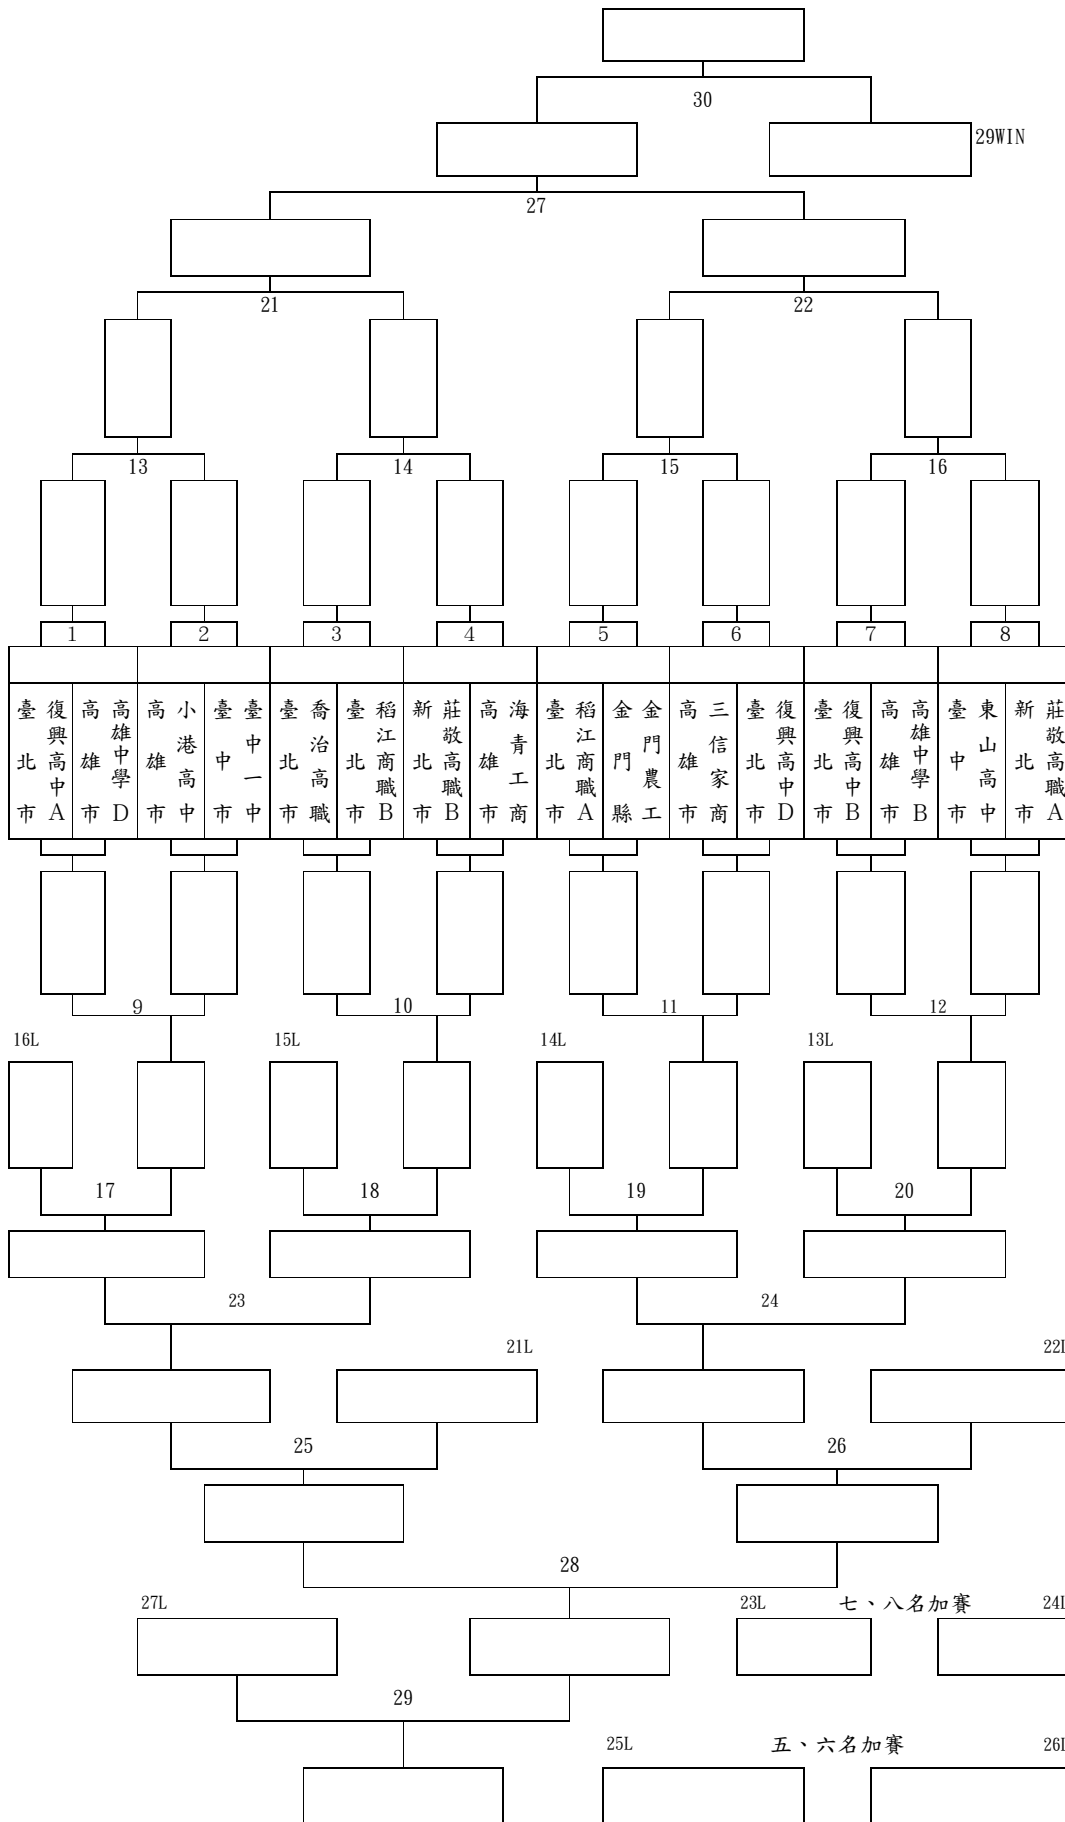 30
29WIN
27
21
22
13
14
15
16
1
2
3
4
5
6
7
8
臺北市
復興高中A
高雄市
高雄中學D
高雄市
小港高中
臺中市
臺中一中
臺北市
喬治高職
臺北市
稻江商職B
新北市
莊敬高職B
高雄市
海青工商
臺北市
稻江商職A
金門縣
金門農工
高雄市
三信家商
臺北市
復興高中D
臺北市
復興高中B
高雄市
高雄中學B
臺中市
東山高中
新北市
莊敬高職A
9
10
11
12
16L
15L
14L
13L
17
18
19
20
23
24
21L
22L
25
26
28
27L
23L
七、八名加賽
24L
29
25L
五、六名加賽
26L